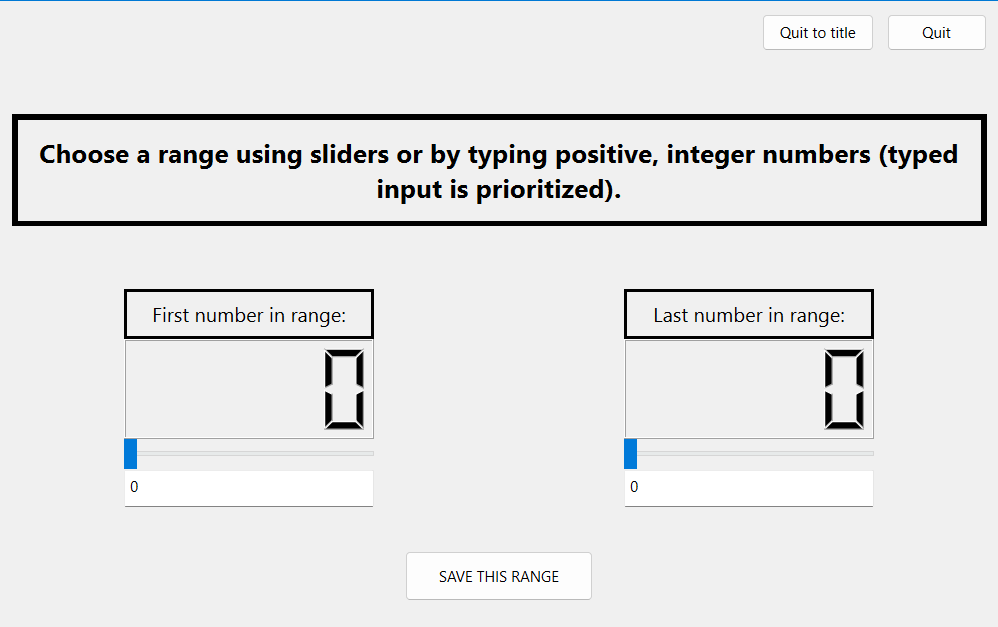 Quit to title Quit
Choose a range using sliders or by typing positive, integer numbers (typed
input is prioritized).
First number in range: Last number in range:
0 0
0 0
SAVE THIS RANGE